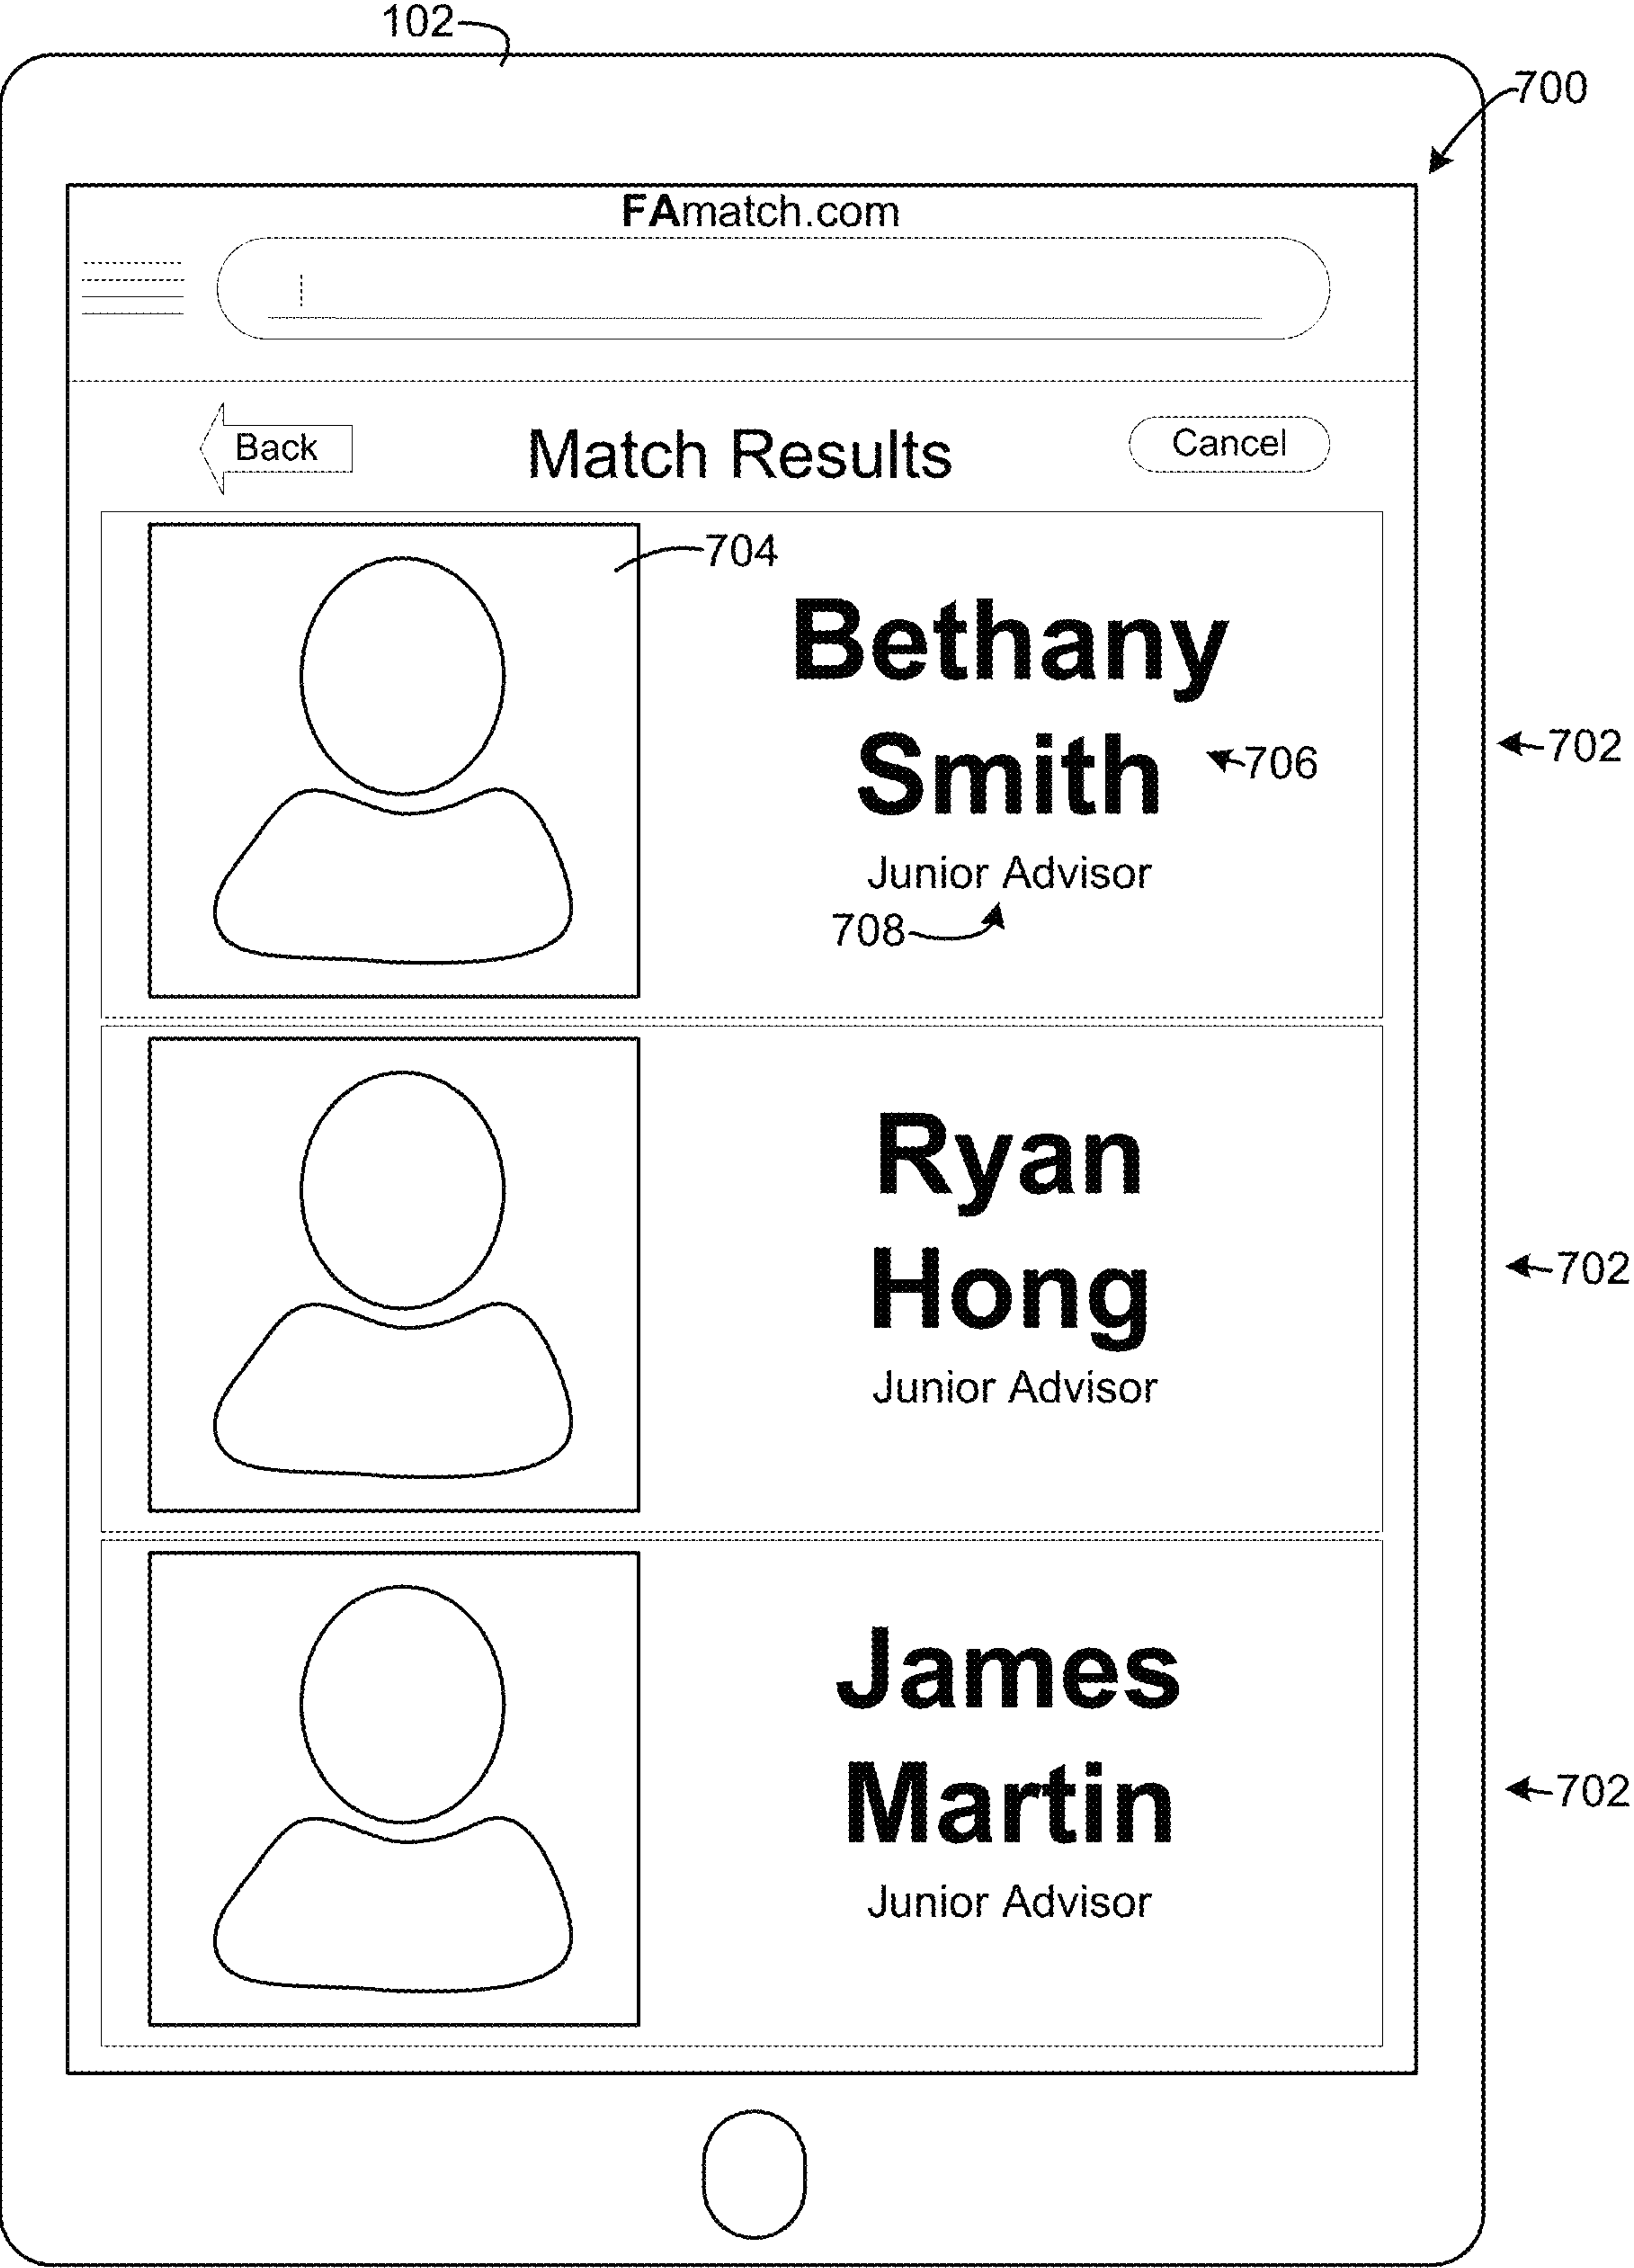 102
700
FAmatch.com
Back
Match Results
Cancel
704
Bethany
Smith
706
702
Junior Advisor
708
Ryan
Hong
702
Junior Advisor
James
Martin
702
Junior Advisor